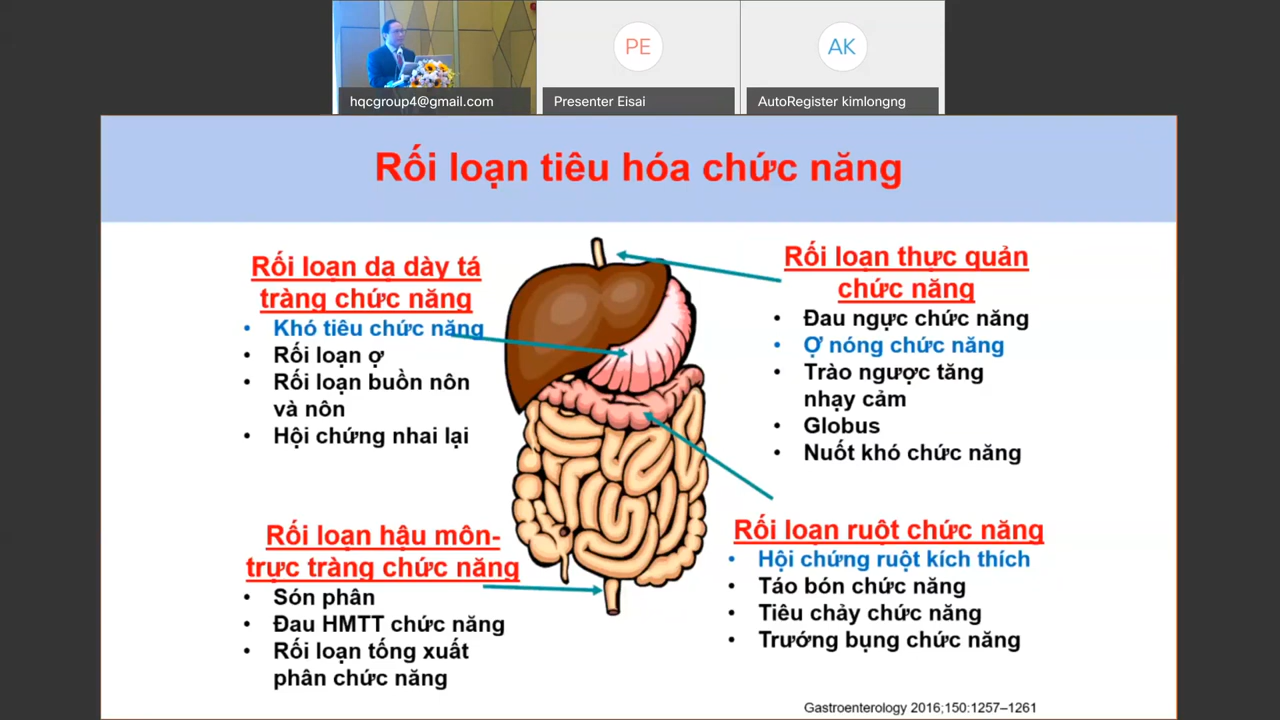 PE
AK
hqcgroup4@gmail.com
Presenter Eisai
AutoRegister kimlongng
Rối loạn tiêu hóa chức năng
Rối loạn dạ dày tá
tràng chức năng
• Khó tiêu chức năng
• Rối loạn ợ
• Rối loạn buồn nôn
và nôn
• Hội chứng nhai lại
Rối loạn thực quản
chức năng
• Đau ngực chức năng
• Ợ nóng chức năng
• Trào ngược tăng
nhạy cảm
• Globus
• Nuốt khó chức năng
Rối loạn hậu môn-
trực tràng chức năng
• Són phân
• Đau HMTT chức năng
• Rối loạn tống xuất
phân chức năng
Rối loạn ruột chức năng
• Hội chứng ruột kích thích
• Táo bón chức năng
• Tiêu chảy chức năng
• Trướng bụng chức năng
Gastroenterology 2016;150:1257–1261